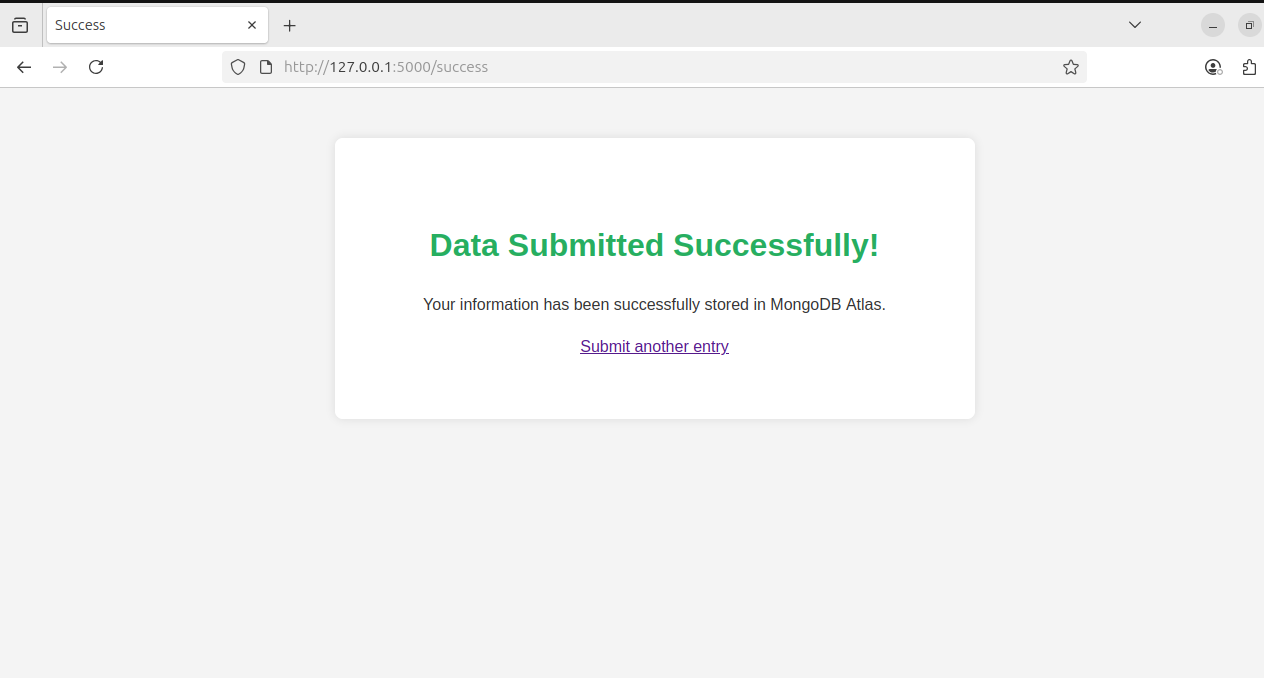 Success
http://127.0.0.1:5000/success
Data Submitted Successfully!
Your information has been successfully stored in MongoDB Atlas.
Submit another entry